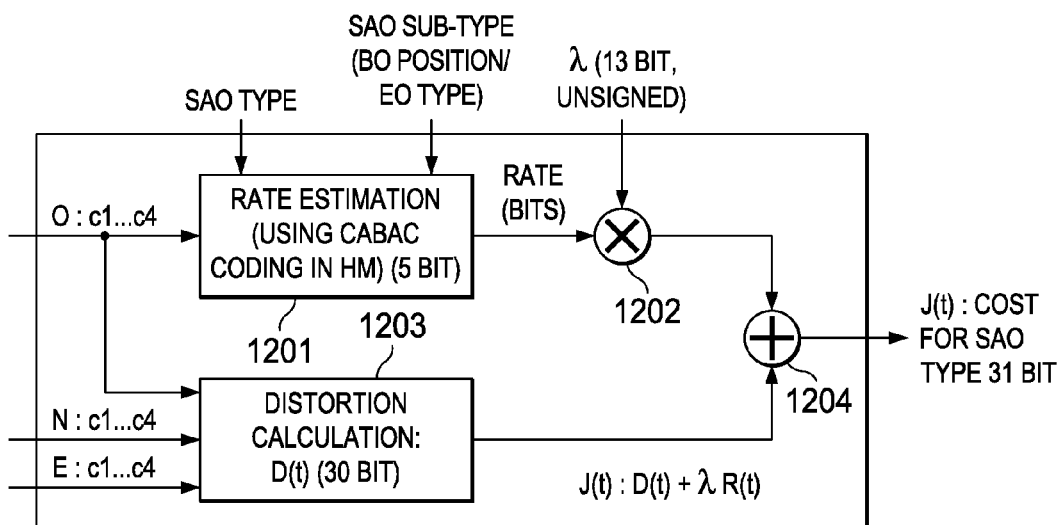 SAO SUB-TYPE
(BO POSITION/
EO TYPE)
λ (13 BIT,
UNSIGNED)
SAO TYPE
O : c1...c4
RATE ESTIMATION
(USING CABAC
CODING IN HM) (5 BIT)
RATE
(BITS)
1201
1202
1203
J(t) : COST
FOR SAO
TYPE 31 BIT
1204
N : c1...c4
E : c1...c4
DISTORTION
CALCULATION:
D(t) (30 BIT)
J(t) : D(t) + λ R(t)